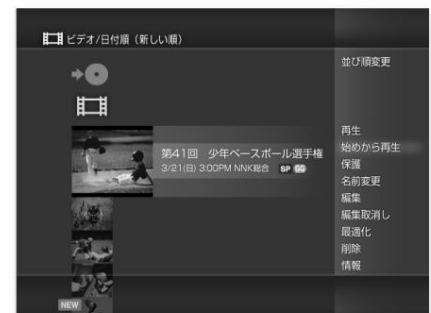 ビデオ/日付順（新しい順）
並び順変更
第41回　少年ベースボール選手権
3/21(日) 3:00PM NNK総合 SP GG
再生
始めから再生
保護
名前変更
編集
編集取消し
最適化
削除
情報
NEW